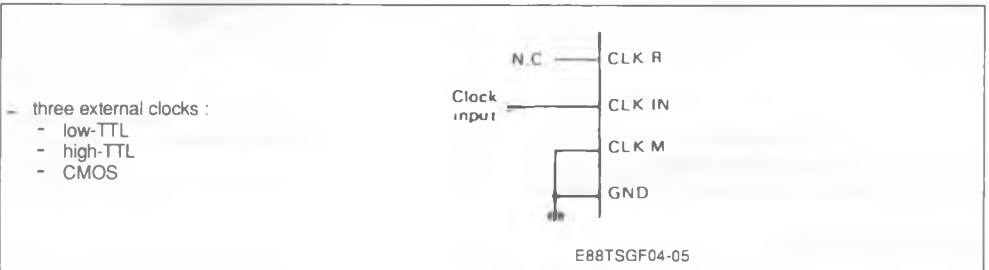 - three external clocks :
- low-TTL
- high-TTL
- CMOS
N.C.
CLK R
Clock
input
CLK IN
CLK M
GND
E88TSGF04-05